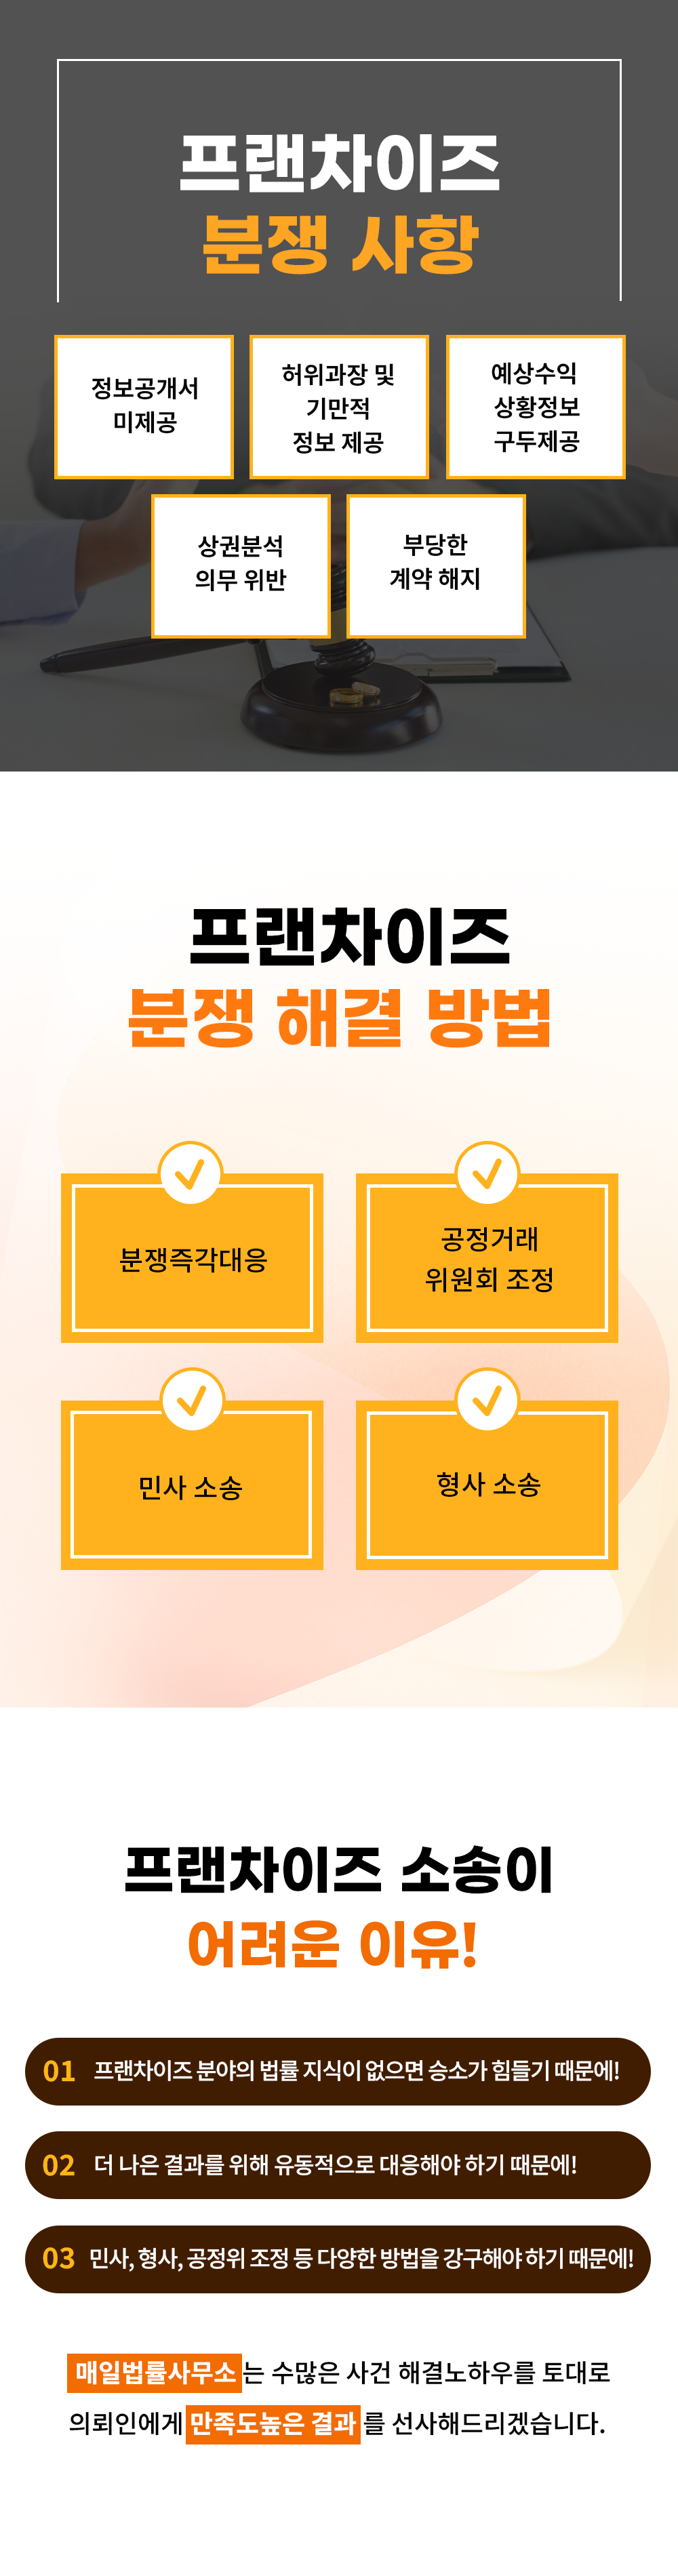 프랜차이즈
분쟁 사항
정보공개서
미제공
허위과장 및
기만적
정보 제공
예상수익
상황정보
구두제공
상권분석
의무 위반
부당한
계약 해지
프랜차이즈
분쟁 해결 방법
분쟁즉각대응
공정거래
위원회 조정
민사 소송
형사 소송
프랜차이즈 소송이
어려운 이유!
01 프랜차이즈 분야의 법률 지식이 없으면 승소가 힘들기 때문에!
02 더 나은 결과를 위해 유동적으로 대응해야 하기 때문에!
03 민사, 형사, 공정위 조정 등 다양한 방법을 강구해야 하기 때문에!
매일법률사무소는 수많은 사건 해결노하우를 토대로
의뢰인에게 만족도높은 결과를 선사해드리겠습니다.